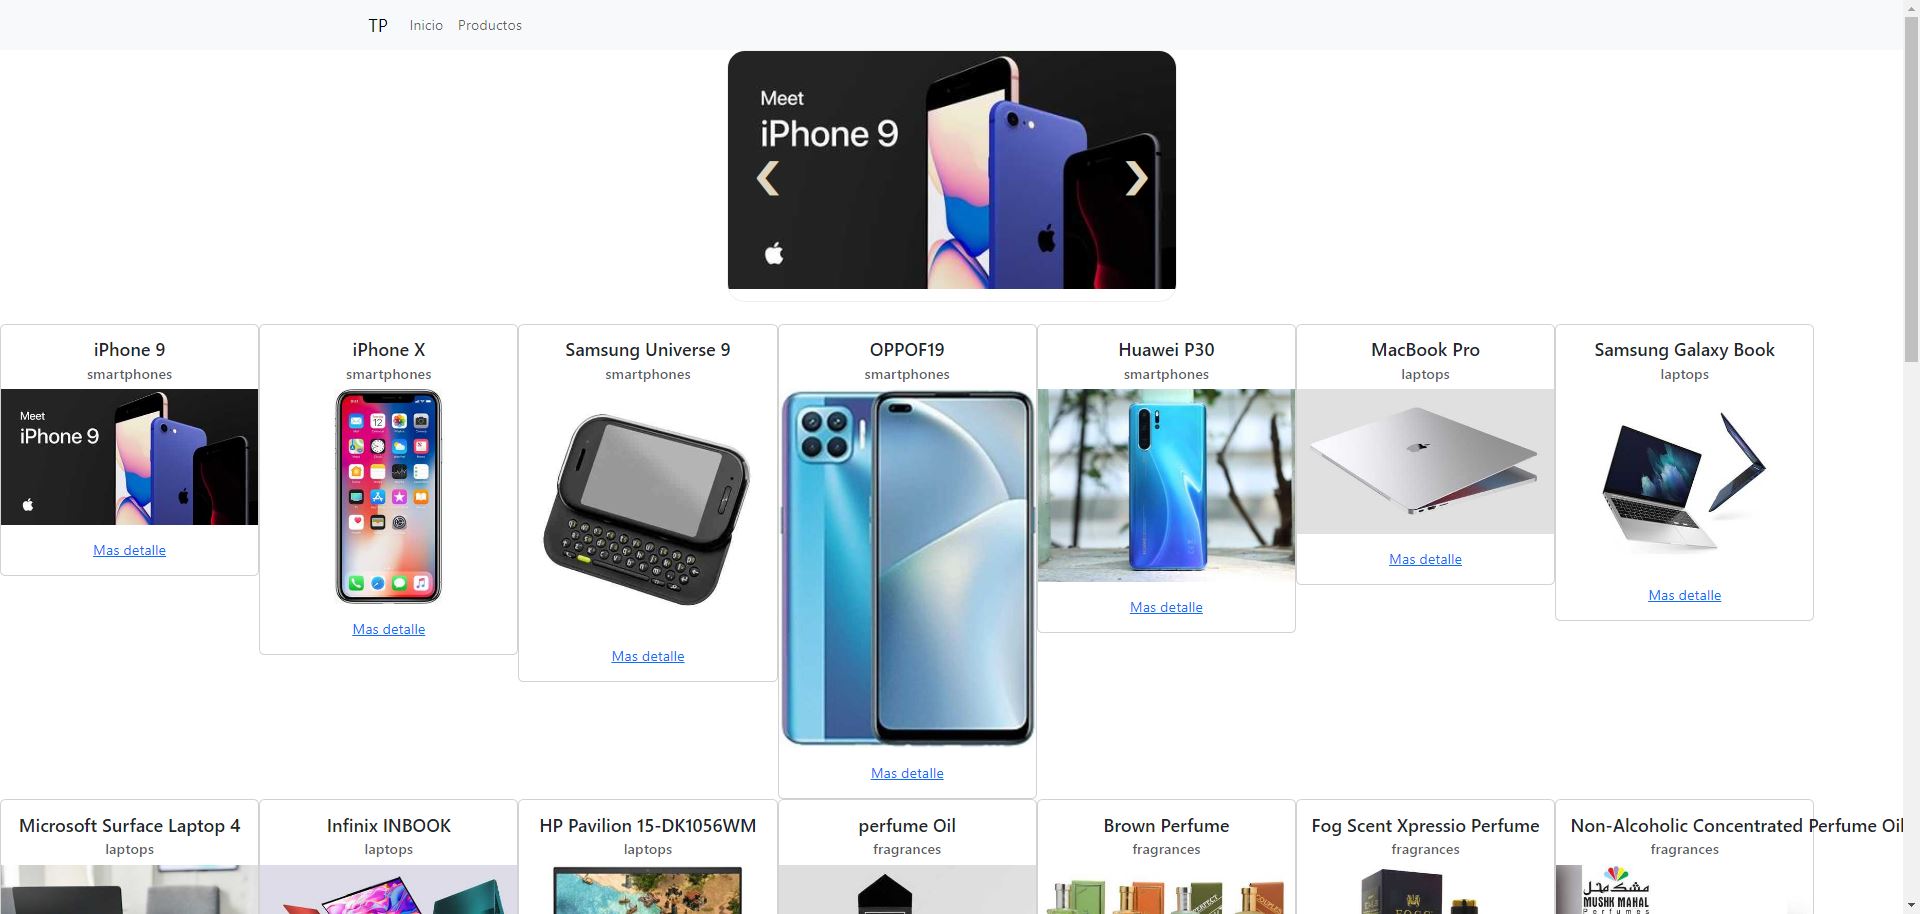 TP Inicio Productos
Meet
iPhone 9
❮ ❯
iPhone 9
smartphones
Meet
iPhone 9
Mas detalle
iPhone X
smartphones
Mas detalle
Samsung Universe 9
smartphones
Mas detalle
OPPOF19
smartphones
Mas detalle
Huawei P30
smartphones
Mas detalle
MacBook Pro
laptops
Mas detalle
Samsung Galaxy Book
laptops
Mas detalle
Microsoft Surface Laptop 4
laptops
Infinix INBOOK
laptops
HP Pavilion 15-DK1056WM
laptops
perfume Oil
fragrances
Brown Perfume
fragrances
Fog Scent Xpressio Perfume
fragrances
Non-Alcoholic Concentrated Perfume Oil
fragrances
مشك محل
MUSHK MAHAL
Perfumes